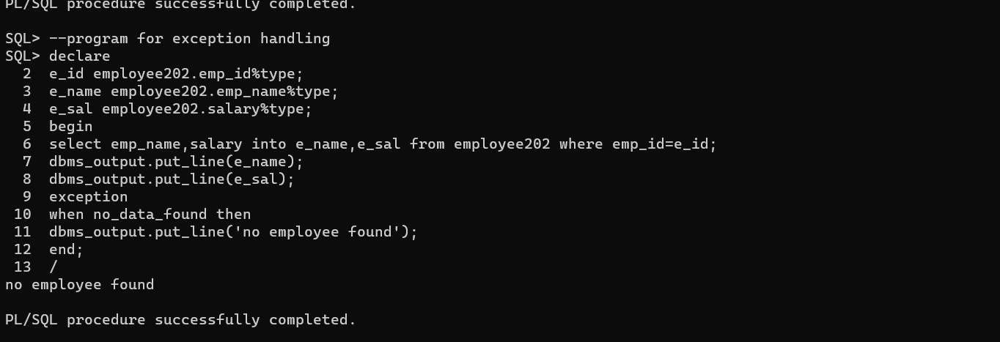 PL/SQL procedure successfully completed.
SQL> --program for exception handling
SQL> declare
2 e_id employee202.emp_id%type;
3 e_name employee202.emp_name%type;
4 e_sal employee202.salary%type;
5 begin
6 select emp_name,salary into e_name,e_sal from employee202 where emp_id=e_id;
7 dbms_output.put_line(e_name);
8 dbms_output.put_line(e_sal);
9 exception
10 when no_data_found then
11 dbms_output.put_line('no employee found');
12 end;
13 /
no employee found
PL/SQL procedure successfully completed.